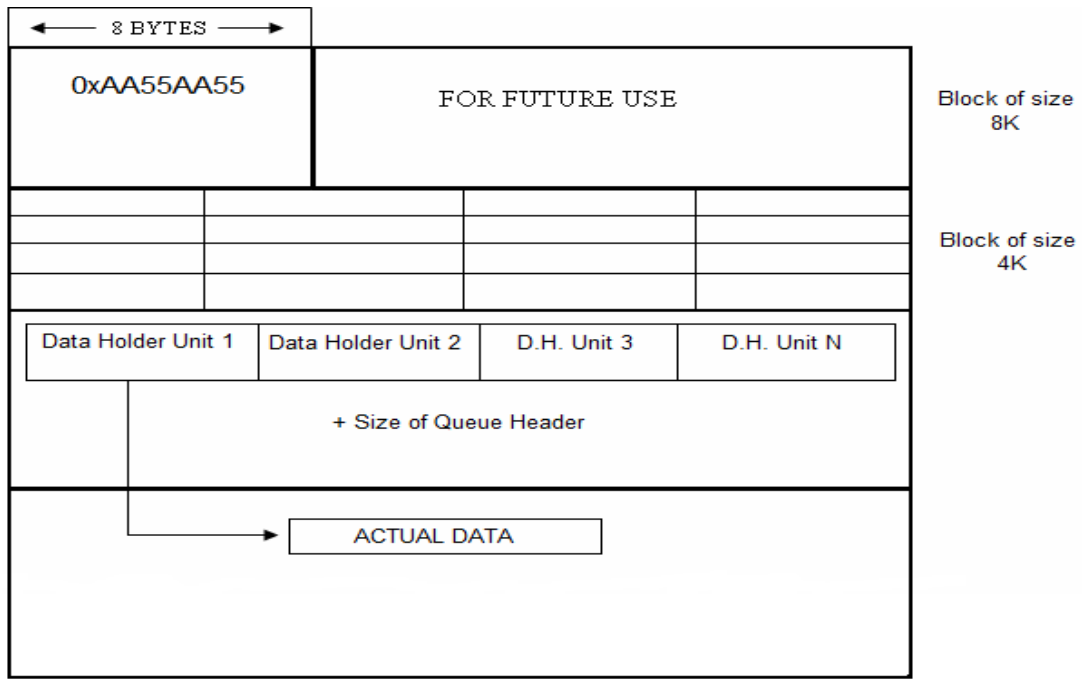 8 BYTES
0xAA55AA55
FOR FUTURE USE
Block of size
8K
Block of size
4K
Data Holder Unit 1
Data Holder Unit 2
D.H. Unit 3
D.H. Unit N
+ Size of Queue Header
ACTUAL DATA